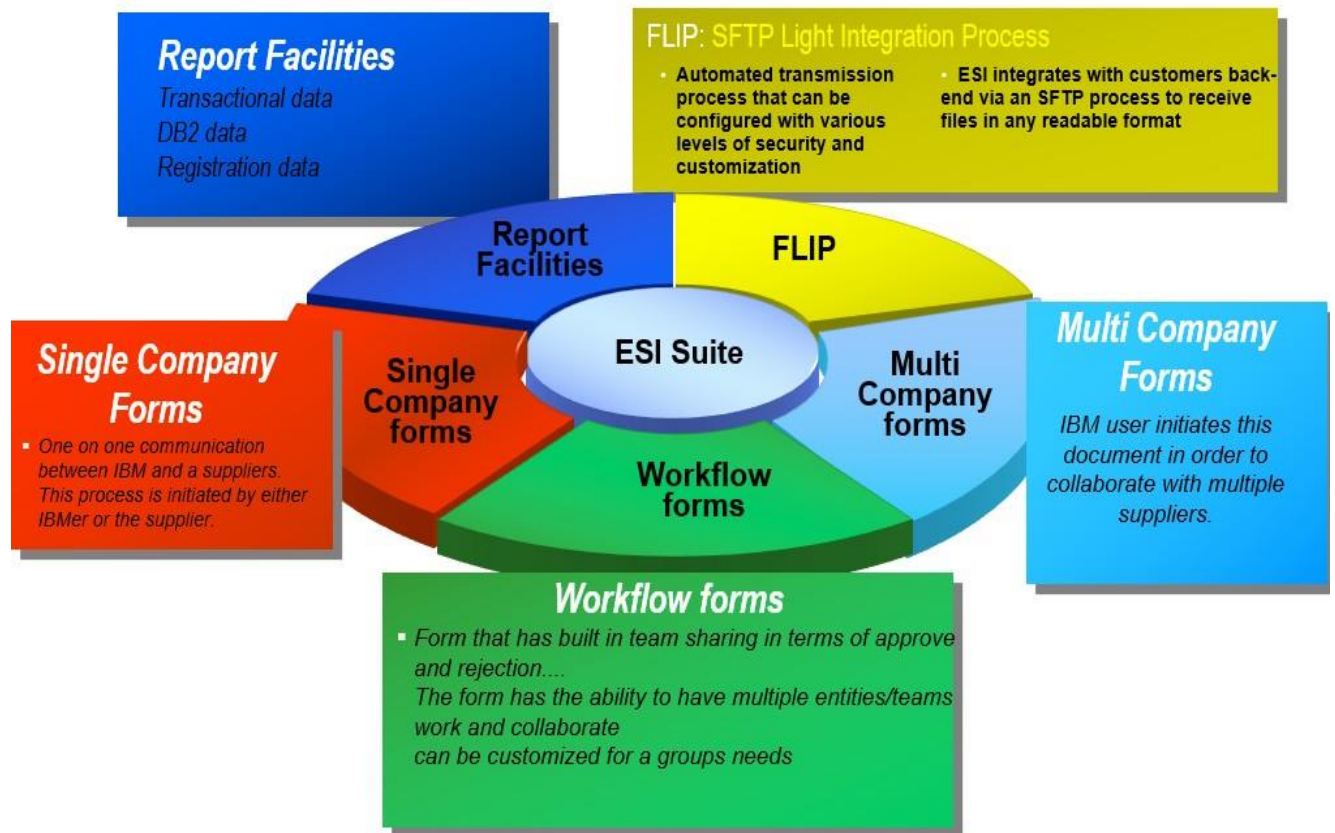 Report Facilities
Transactional data
DB2 data
Registration data
FLIP: SFTP Light Integration Process
• Automated transmission
process that can be
configured with various
levels of security and
customization
• ESI integrates with customers back-
end via an SFTP process to receive
files in any readable format
Report
Facilities
FLIP
ESI Suite
Single
Company
forms
Multi
Company
forms
Workflow
forms
Single Company
Forms
▪ One on one communication
between IBM and a suppliers.
This process is initiated by either
IBMer or the supplier.
Multi Company
Forms
IBM user initiates this
document in order to
collaborate with multiple
suppliers.
Workflow forms
▪ Form that has built in team sharing in terms of approve
and rejection....
The form has the ability to have multiple entities/teams
work and collaborate
can be customized for a groups needs